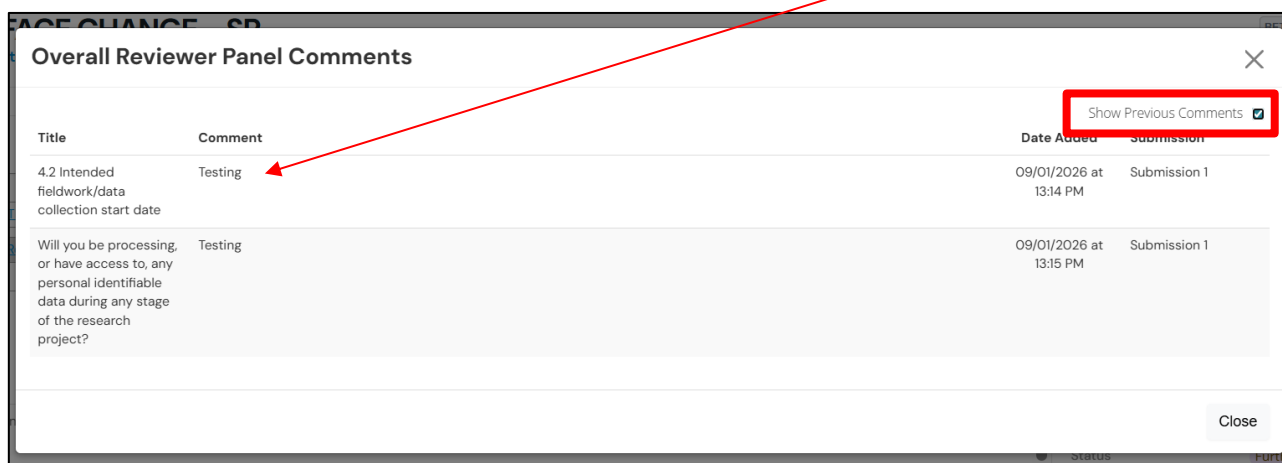 Overall Reviewer Panel Comments
Show Previous Comments
Title Comment Date Added Submission
4.2 Intended fieldwork/data collection start date
Testing
09/01/2026 at 13:14 PM
Submission 1
Will you be processing, or have access to, any personal identifiable data during any stage of the research project?
Testing
09/01/2026 at 13:15 PM
Submission 1
Close
Status